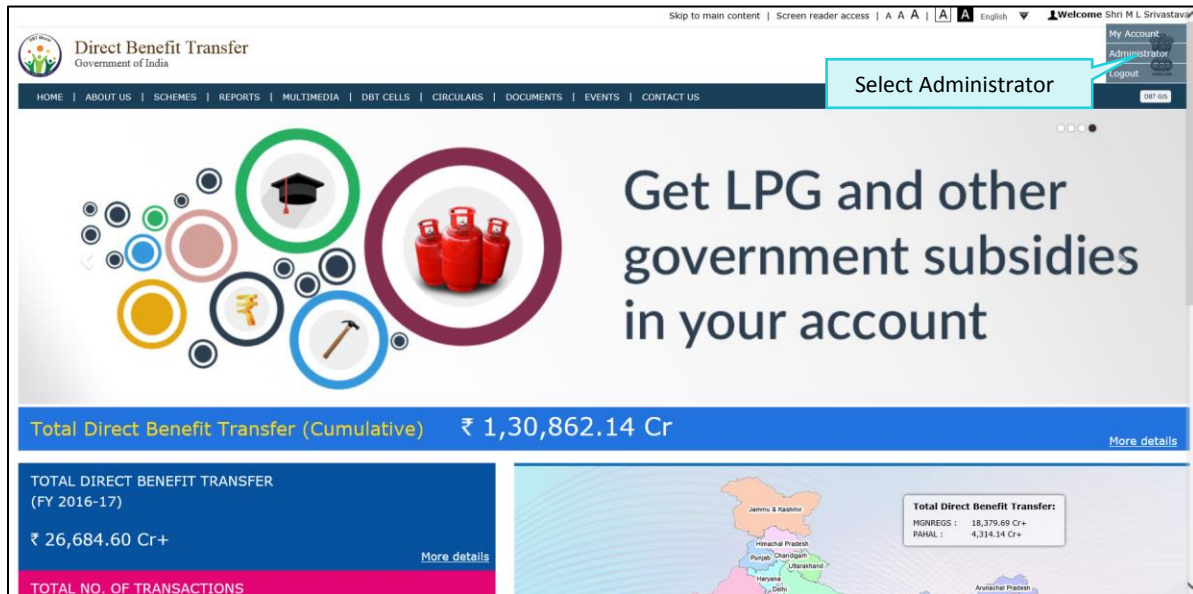 Skip to main content | Screen reader access | A A A | A A English Welcome Shri M L Srivastava
My Account
Administrator
Logout
Direct Benefit Transfer
Government of India
Select Administrator
HOME | ABOUT US | SCHEMES | REPORTS | MULTIMEDIA | DBT CELLS | CIRCULARS | DOCUMENTS | EVENTS | CONTACT US
DBT GIS
Get LPG and other
government subsidies
in your account
Total Direct Benefit Transfer (Cumulative) ₹ 1,30,862.14 Cr
More details
TOTAL DIRECT BENEFIT TRANSFER
(FY 2016-17)
₹ 26,684.60 Cr+
More details
TOTAL NO. OF TRANSACTIONS
Jammu & Kashmir
Himachal Pradesh
Punjab Chandigarh
Uttarakhand
Haryana
Delhi
Arunachal Pradesh
Total Direct Benefit Transfer:
MGNREGS : 18,379.69 Cr+
PAHAL : 4,314.14 Cr+